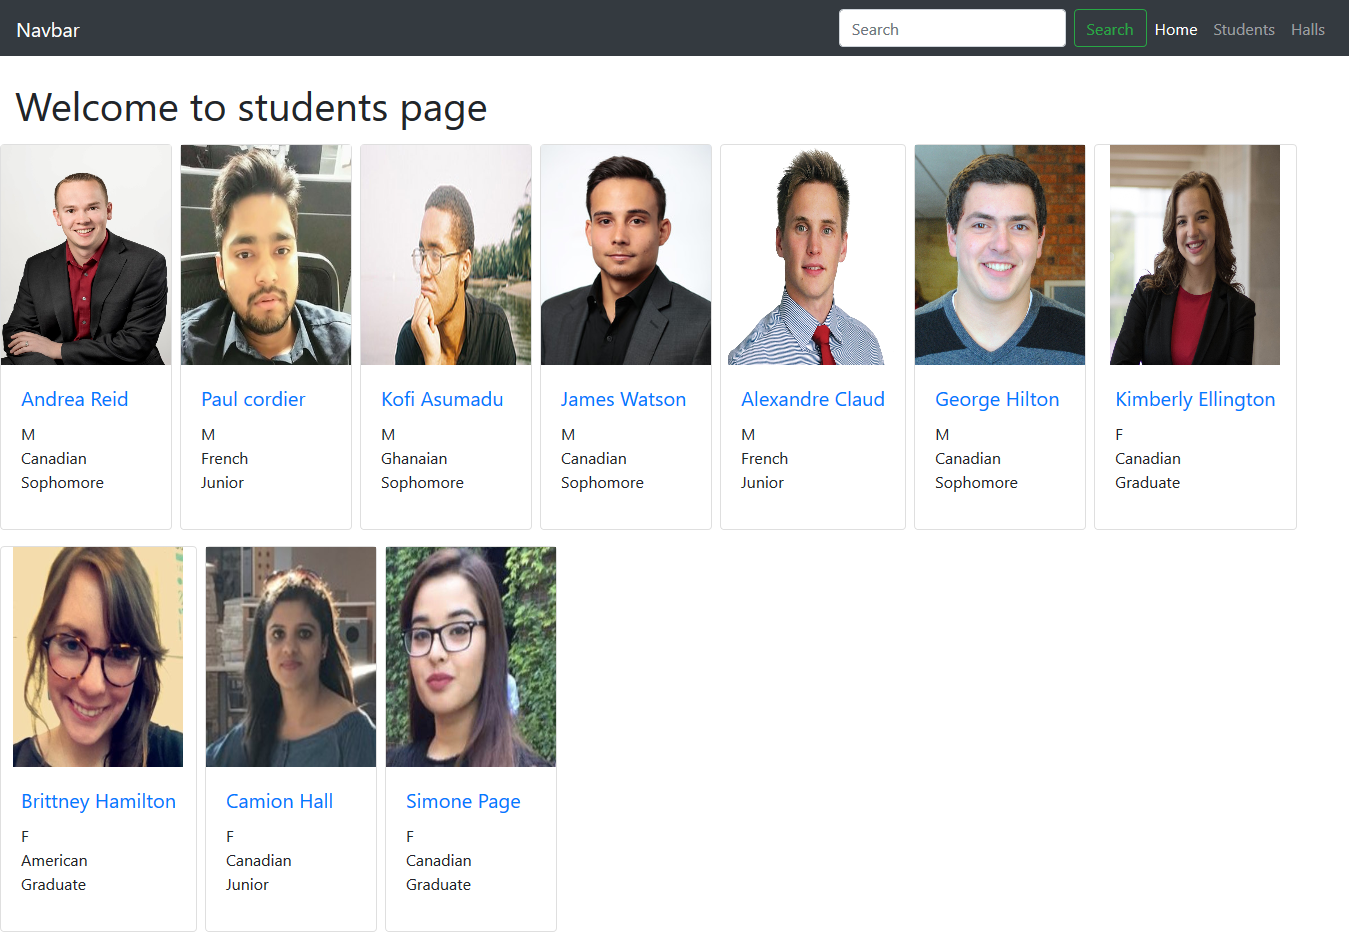 Navbar
Search
Search
Home
Students
Halls
Welcome to students page
Andrea Reid
M
Canadian
Sophomore
Paul cordier
M
French
Junior
Kofi Asumadu
M
Ghanaian
Sophomore
James Watson
M
Canadian
Sophomore
Alexandre Claud
M
French
Junior
George Hilton
M
Canadian
Sophomore
Kimberly Ellington
F
Canadian
Graduate
Brittney Hamilton
F
American
Graduate
Camion Hall
F
Canadian
Junior
Simone Page
F
Canadian
Graduate